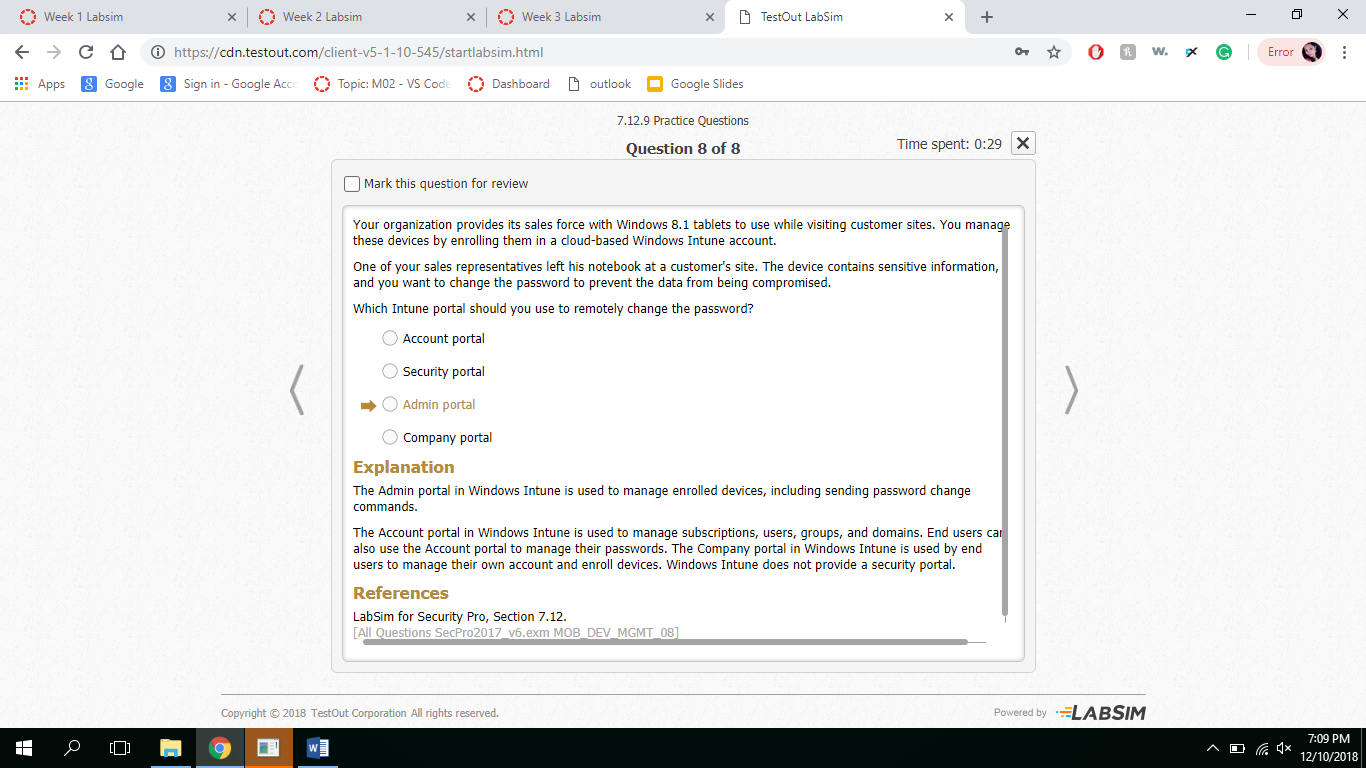 Week 1 Labsim
Week 2 Labsim
Week 3 Labsim
TestOut LabSim
https://cdn.testout.com/client-v5-1-10-545/startlabsim.html
w.
Error
Apps
Google
Sign in - Google Acco
Topic: M02 - VS Code
Dashboard
outlook
Google Slides
7.12.9 Practice Questions
Question 8 of 8
Time spent: 0:29
Mark this question for review
Your organization provides its sales force with Windows 8.1 tablets to use while visiting customer sites. You manage
these devices by enrolling them in a cloud-based Windows Intune account.
One of your sales representatives left his notebook at a customer's site. The device contains sensitive information,
and you want to change the password to prevent the data from being compromised.
Which Intune portal should you use to remotely change the password?
Account portal
Security portal
Admin portal
Company portal
Explanation
The Admin portal in Windows Intune is used to manage enrolled devices, including sending password change
commands.
The Account portal in Windows Intune is used to manage subscriptions, users, groups, and domains. End users can
also use the Account portal to manage their passwords. The Company portal in Windows Intune is used by end
users to manage their own account and enroll devices. Windows Intune does not provide a security portal.
References
LabSim for Security Pro, Section 7.12.
[All Questions SecPro2017_v6.exm MOB_DEV_MGMT_08]
Copyright © 2018 TestOut Corporation All rights reserved.
Powered by LABSIM
7:09 PM
12/10/2018